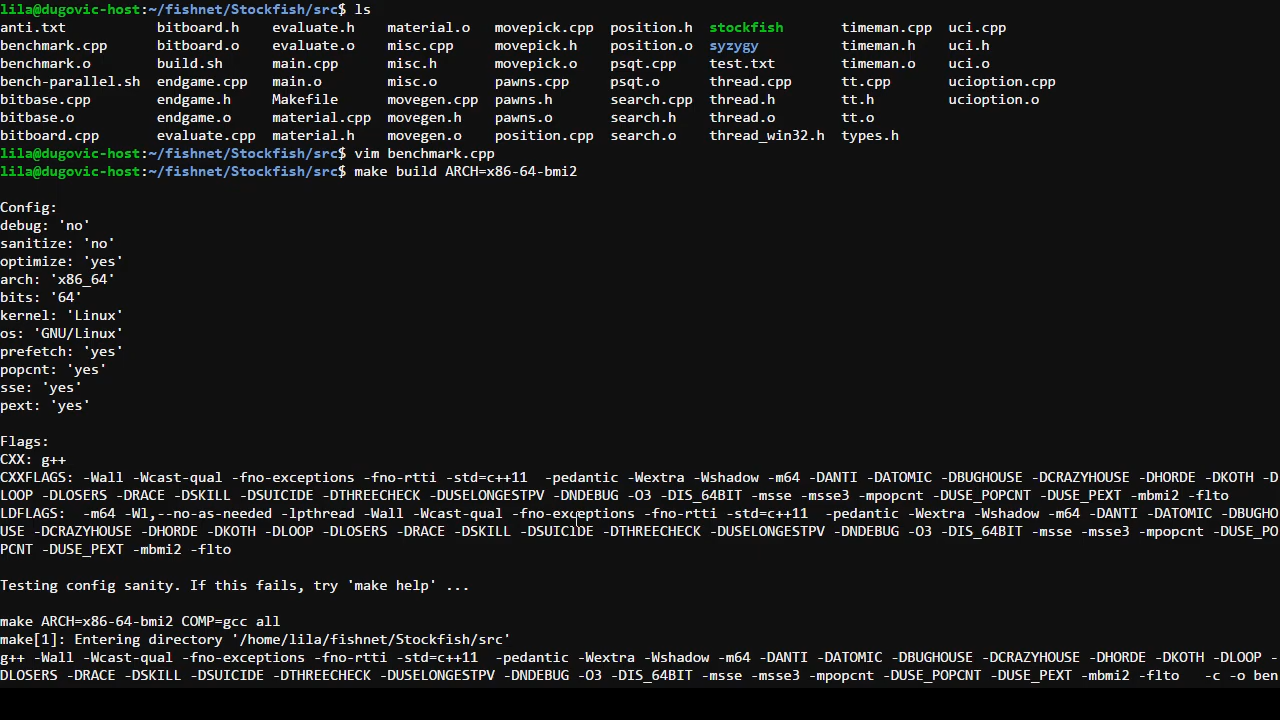 lila@dugovic-host:~/fishnet/Stockfish/src$ ls
anti.txt bitboard.h evaluate.h material.o movepick.cpp position.h stockfish timeman.cpp uci.cpp
benchmark.cpp bitboard.o evaluate.o misc.cpp movepick.h position.o syzygy timeman.h uci.h
benchmark.o build.sh main.cpp misc.h movepick.o psqt.cpp test.txt timeman.o uci.o
bench-parallel.sh endgame.cpp main.o misc.o pawns.cpp psqt.o thread.cpp tt.cpp ucioption.cpp
bitbase.cpp endgame.h Makefile movegen.cpp pawns.h search.cpp thread.h tt.h ucioption.o
bitbase.o endgame.o material.cpp movegen.h pawns.o search.h thread.o tt.o
bitboard.cpp evaluate.cpp material.h movegen.o position.cpp search.o thread_win32.h types.h
lila@dugovic-host:~/fishnet/Stockfish/src$ vim benchmark.cpp
lila@dugovic-host:~/fishnet/Stockfish/src$ make build ARCH=x86-64-bmi2
Config:
debug: 'no'
sanitize: 'no'
optimize: 'yes'
arch: 'x86_64'
bits: '64'
kernel: 'Linux'
os: 'GNU/Linux'
prefetch: 'yes'
popcnt: 'yes'
sse: 'yes'
pext: 'yes'
Flags:
CXX: g++
CXXFLAGS: -Wall -Wcast-qual -fno-exceptions -fno-rtti -std=c++11  -pedantic -Wextra -Wshadow -m64 -DANTI -DATOMIC -DBUGHOUSE -DCRAZYHOUSE -DHORDE -DKOTH -D
LOOP -DLOSERS -DRACE -DSKILL -DSUICIDE -DTHREECHECK -DUSELONGESTPV -DNDEBUG -O3 -DIS_64BIT -msse -msse3 -mpopcnt -DUSE_POPCNT -DUSE_PEXT -mbmi2 -flto
LDFLAGS:  -m64 -Wl,--no-as-needed -lpthread -Wall -Wcast-qual -fno-exceptions -fno-rtti -std=c++11  -pedantic -Wextra -Wshadow -m64 -DANTI -DATOMIC -DBUGHO
USE -DCRAZYHOUSE -DHORDE -DKOTH -DLOOP -DLOSERS -DRACE -DSKILL -DSUICIDE -DTHREECHECK -DUSELONGESTPV -DNDEBUG -O3 -DIS_64BIT -msse -msse3 -mpopcnt -DUSE_PO
PCNT -DUSE_PEXT -mbmi2 -flto
Testing config sanity. If this fails, try 'make help' ...
make ARCH=x86-64-bmi2 COMP=gcc all
make[1]: Entering directory '/home/lila/fishnet/Stockfish/src'
g++ -Wall -Wcast-qual -fno-exceptions -fno-rtti -std=c++11  -pedantic -Wextra -Wshadow -m64 -DANTI -DATOMIC -DBUGHOUSE -DCRAZYHOUSE -DHORDE -DKOTH -DLOOP -
DLOSERS -DRACE -DSKILL -DSUICIDE -DTHREECHECK -DUSELONGESTPV -DNDEBUG -O3 -DIS_64BIT -msse -msse3 -mpopcnt -DUSE_POPCNT -DUSE_PEXT -mbmi2 -flto   -c -o ben